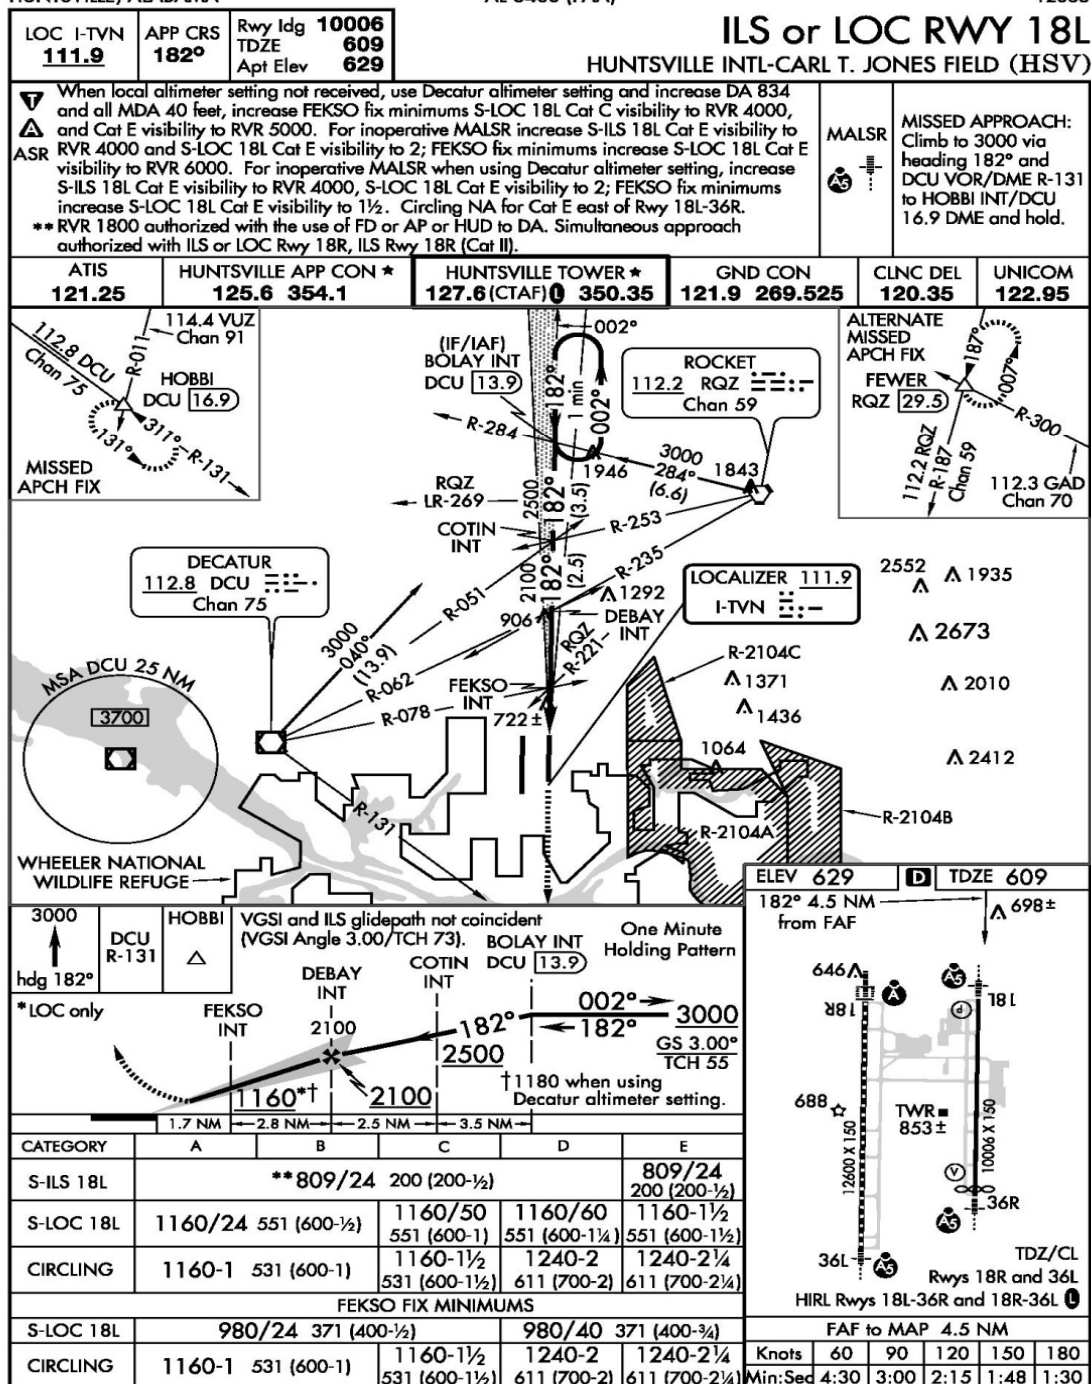 ILS or LOC RWY 18L
HUNTSVILLE INTL-CARL T. JONES FIELD (HSV)
LOC I-TVN
111.9
APP CRS
182°
Rwy ldg 10006
TDZE 609
Apt Elev 629
When local altimeter setting not received, use Decatur altimeter setting and increase DA 834
and all MDA 40 feet, increase FEKSO fix minimums S-LOC 18L Cat C visibility to RVR 4000,
and Cat E visibility to RVR 5000. For inoperative MALSR increase S-ILS 18L Cat E visibility to
RVR 4000 and S-LOC 18L Cat E visibility to 2; FEKSO fix minimums increase S-LOC 18L Cat E
visibility to RVR 6000. For inoperative MALSR when using Decatur altimeter setting, increase
S-ILS 18L Cat E visibility to RVR 4000, S-LOC 18L Cat E visibility to 2; FEKSO fix minimums
increase S-LOC 18L Cat E visibility to 1½. Circling NA for Cat E east of Rwy 18L-36R.
** RVR 1800 authorized with the use of FD or AP or HUD to DA. Simultaneous approach
authorized with ILS or LOC Rwy 18R, ILS Rwy 18R (Cat II).
T
A
ASR
MALSR
A5
MISSED APPROACH:
Climb to 3000 via
heading 182° and
DCU VOR/DME R-131
to HOBBI INT/DCU
16.9 DME and hold.
ATIS
121.25
HUNTSVILLE APP CON ★
125.6 354.1
HUNTSVILLE TOWER ★
127.6 (CTAF) L 350.35
GND CON
121.9 269.525
CLNC DEL
120.35
UNICOM
122.95
112.8 DCU
Chan 75
R-011
114.4 VUZ
Chan 91
HOBBI
DCU 16.9
311°
R-131
131°
MISSED
APCH FIX
(IF/IAF)
BOLAY INT
DCU 13.9
002°
182°
1 min
002°
R-284
1946
ROCKET
112.2 RQZ
Chan 59
3000
284°
(6.6)
1843
ALTERNATE
MISSED
APCH FIX
FEWER
RQZ 29.5
187°
007°
R-300
112.2 RQZ
R-187
Chan 59
112.3 GAD
Chan 70
RQZ
LR-269
2500
182°
(3.5)
COTIN
INT
R-253
R-235
DECATUR
112.8 DCU
Chan 75
R-051
2100
182°
(2.5)
1292
906
DEBAY
INT
RQZ
R-221
LOCALIZER 111.9
I-TVN
2552
1935
2673
2010
2412
3000
040°
(13.9)
R-062
R-078
FEKSO
INT
722±
R-2104C
1371
1436
1064
R-2104A
R-2104B
MSA DCU 25 NM
3700
R-131
WHEELER NATIONAL
WILDLIFE REFUGE
3000
hdg 182°
DCU
R-131
HOBBI
VGSI and ILS glidepath not coincident
(VGSI Angle 3.00/TCH 73).
BOLAY INT
DCU 13.9
One Minute
Holding Pattern
COTIN
INT
DEBAY
INT
FEKSO
INT
*LOC only
2100
182°
002°
182°
3000
2500
GS 3.00°
TCH 55
1160*†
2100
†1180 when using
Decatur altimeter setting.
1.7 NM 2.8 NM 2.5 NM 3.5 NM
CATEGORY A B C D E
S-ILS 18L **809/24 200 (200-½) 809/24 200 (200-½)
S-LOC 18L 1160/24 551 (600-½) 1160/50 551 (600-1) 1160/60 551 (600-1¼) 1160-1½ 551 (600-1½)
CIRCLING 1160-1 531 (600-1) 1160-1½ 531 (600-1½) 1240-2 611 (700-2) 1240-2¼ 611 (700-2¼)
FEKSO FIX MINIMUMS
S-LOC 18L 980/24 371 (400-½) 980/40 371 (400-¾)
CIRCLING 1160-1 531 (600-1) 1160-1½ 531 (600-1½) 1240-2 611 (700-2) 1240-2¼ 611 (700-2¼)
ELEV 629 D TDZE 609
182° 4.5 NM
from FAF
698±
646
A
A5
18R
18L
P
688
TWR
853±
12600 X 150
10006 X 150
V
36R
A5
36L
A5
TDZ/CL
Rwys 18R and 36L
HIRL Rwys 18L-36R and 18R-36L L
FAF to MAP 4.5 NM
Knots 60 90 120 150 180
Min:Sec 4:30 3:00 2:15 1:48 1:30